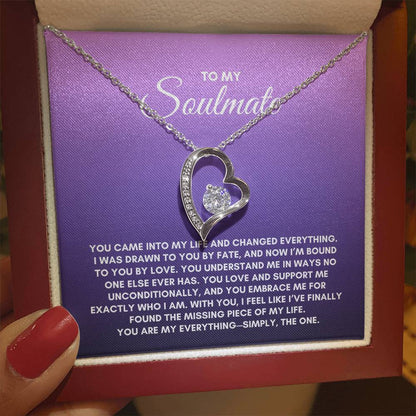 TO MY
Soulmate
YOU CAME INTO MY LIFE AND CHANGED EVERYTHING.
I WAS DRAWN TO YOU BY FATE, AND NOW I'M BOUND
TO YOU BY LOVE. YOU UNDERSTAND ME IN WAYS NO
ONE ELSE EVER HAS. YOU LOVE AND SUPPORT ME
UNCONDITIONALLY, AND YOU EMBRACE ME FOR
EXACTLY WHO I AM. WITH YOU, I FEEL LIKE I'VE FINALLY
FOUND THE MISSING PIECE OF MY LIFE.
YOU ARE MY EVERYTHING—SIMPLY, THE ONE.